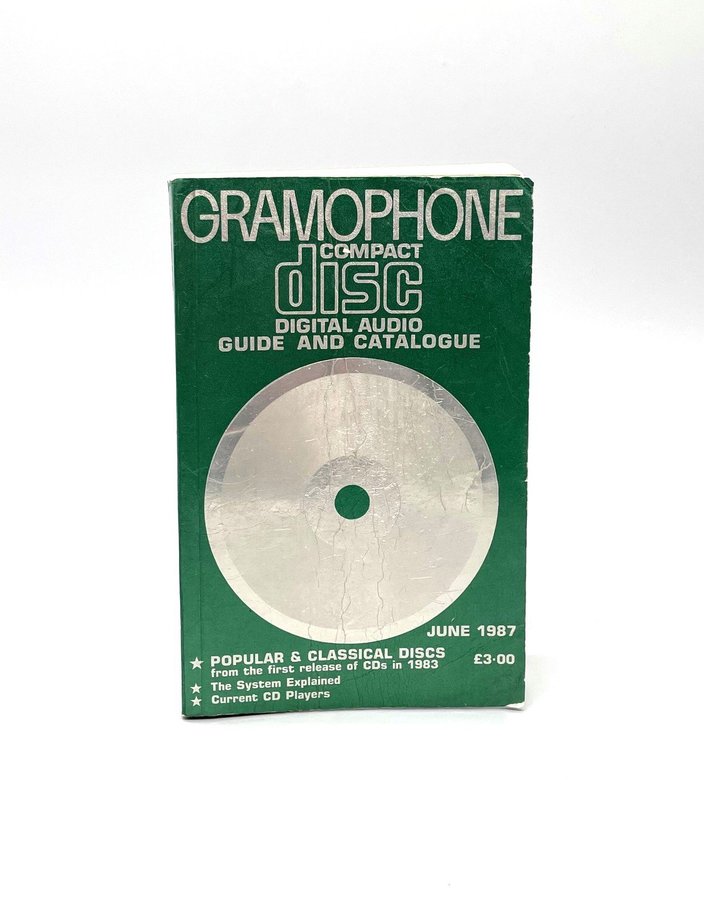 GRAMOPHONE
COMPACT
disc
DIGITAL AUDIO
GUIDE AND CATALOGUE
JUNE 1987
★ POPULAR & CLASSICAL DISCS
from the first release of CDs in 1983
£3·00
★ The System Explained
★ Current CD Players